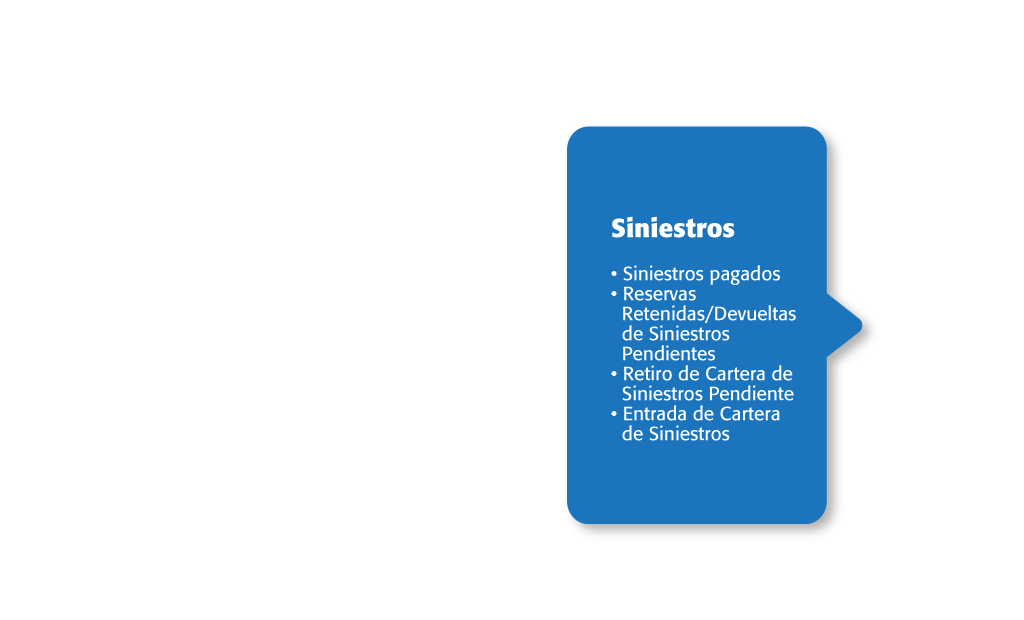 Siniestros
• Siniestros pagados
• Reservas
Retenidas/Devueltas
de Siniestros
Pendientes
• Retiro de Cartera de
Siniestros Pendiente
• Entrada de Cartera
de Siniestros